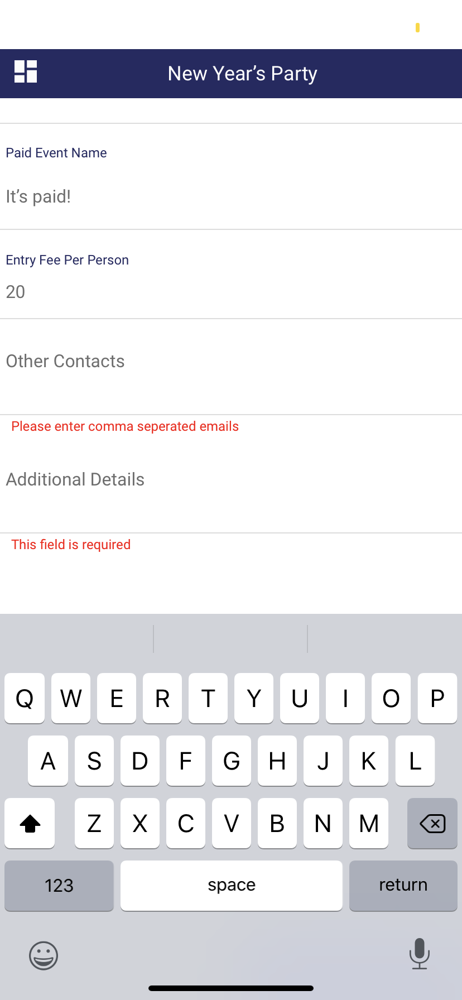 New Year’s Party
Paid Event Name
It’s paid!
Entry Fee Per Person
20
Other Contacts
Please enter comma seperated emails
Additional Details
This field is required
Q W E R T Y U I O P
A S D F G H J K L
Z X C V B N M
123 space return